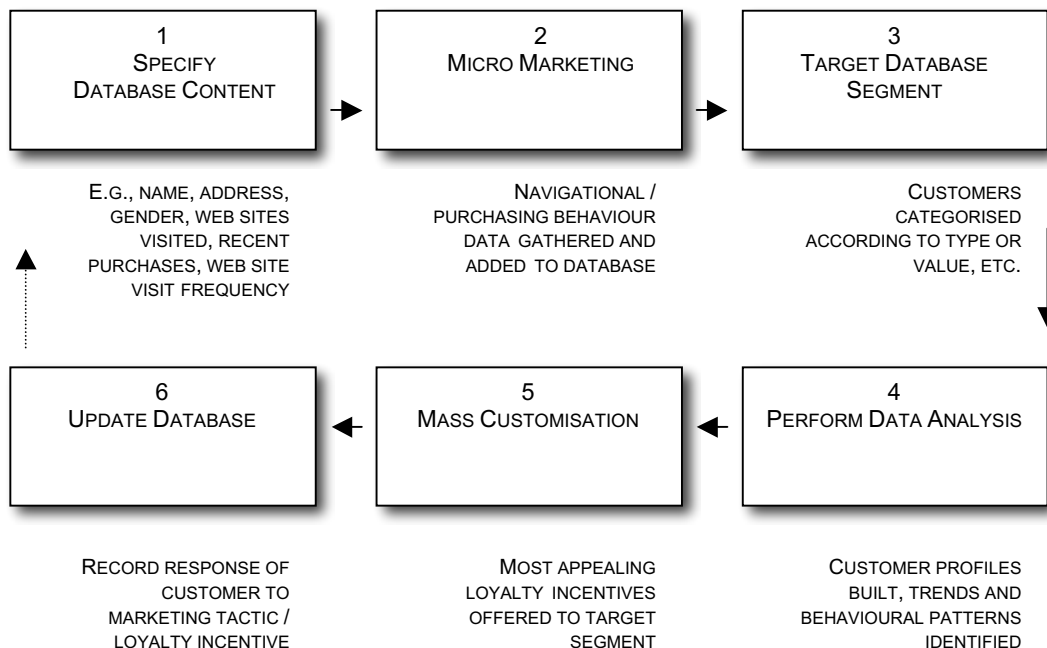 1
SPECIFY
DATABASE CONTENT
2
MICRO MARKETING
3
TARGET DATABASE
SEGMENT
E.G., NAME, ADDRESS,
GENDER, WEB SITES
VISITED, RECENT
PURCHASES, WEB SITE
VISIT FREQUENCY
NAVIGATIONAL /
PURCHASING BEHAVIOUR
DATA GATHERED AND
ADDED TO DATABASE
CUSTOMERS
CATEGORISED
ACCORDING TO TYPE OR
VALUE, ETC.
6
UPDATE DATABASE
5
MASS CUSTOMISATION
4
PERFORM DATA ANALYSIS
RECORD RESPONSE OF
CUSTOMER TO
MARKETING TACTIC /
LOYALTY INCENTIVE
MOST APPEALING
LOYALTY INCENTIVES
OFFERED TO TARGET
SEGMENT
CUSTOMER PROFILES
BUILT, TRENDS AND
BEHAVIOURAL PATTERNS
IDENTIFIED